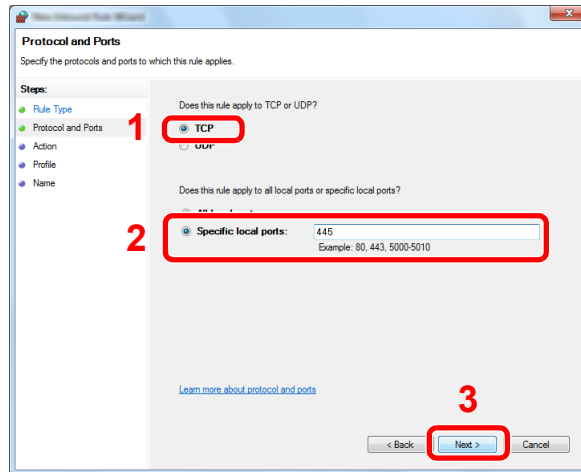 Protocol and Ports
Specify the protocols and ports to which this rule applies.
Steps:
Rule Type
Protocol and Ports
Action
Profile
Name
1
Does this rule apply to TCP or UDP?
TCP
UDP
Does this rule apply to all local ports or specific local ports?
2
Specific local ports:
445
Example: 80, 443, 5000-5010
Learn more about protocol and ports
3
< Back
Next >
Cancel